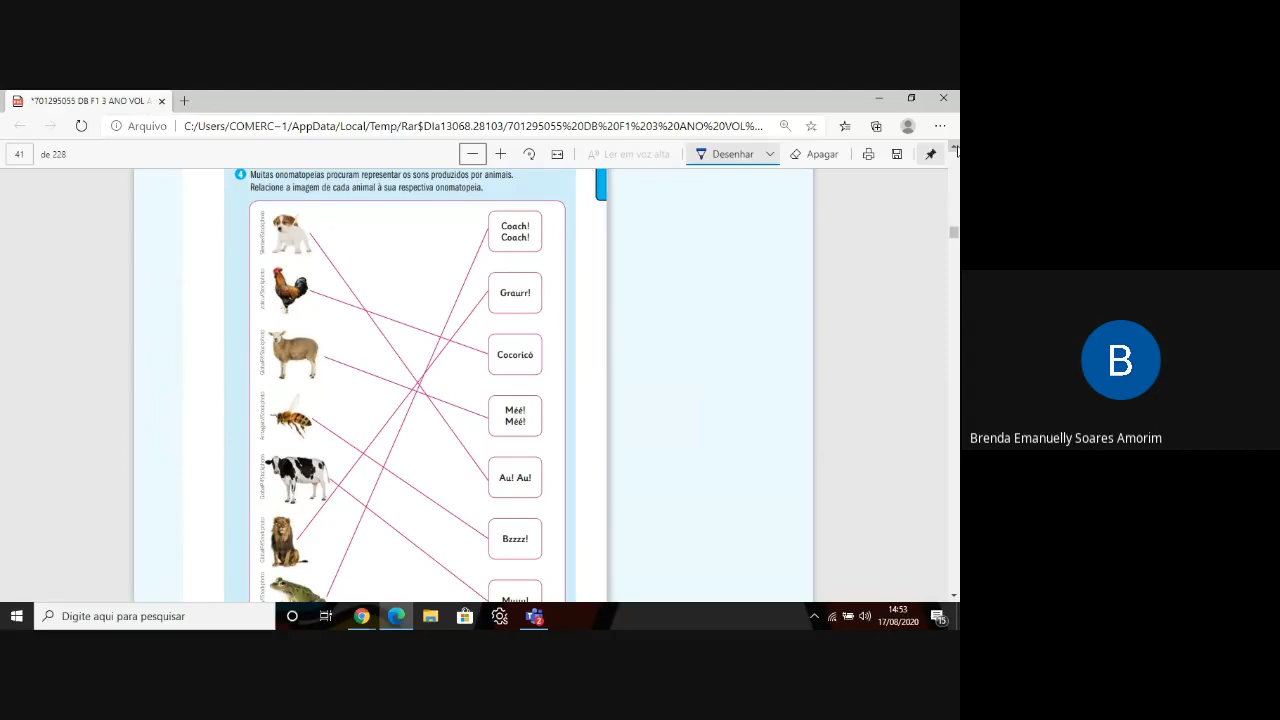 *701295055 DB F1 3 ANO VOL
Arquivo
C:/Users/COMERC~1/AppData/Local/Temp/Rar$DIa13068.28103/701295055%20DB%20F1%203%20ANO%20VOL%...
41 de 228
Ler em voz alta
Desenhar
Apagar
4 Muitas onomatopeias procuram representar os sons produzidos por animais.
Relacione a imagem de cada animal à sua respectiva onomatopeia.
Coach!
Coach!
Graurr!
Cocoricó
Méé!
Méé!
Au! Au!
Bzzzz!
B
Brenda Emanuelly Soares Amorim
Digite aqui para pesquisar
2
14:53
17/08/2020
15